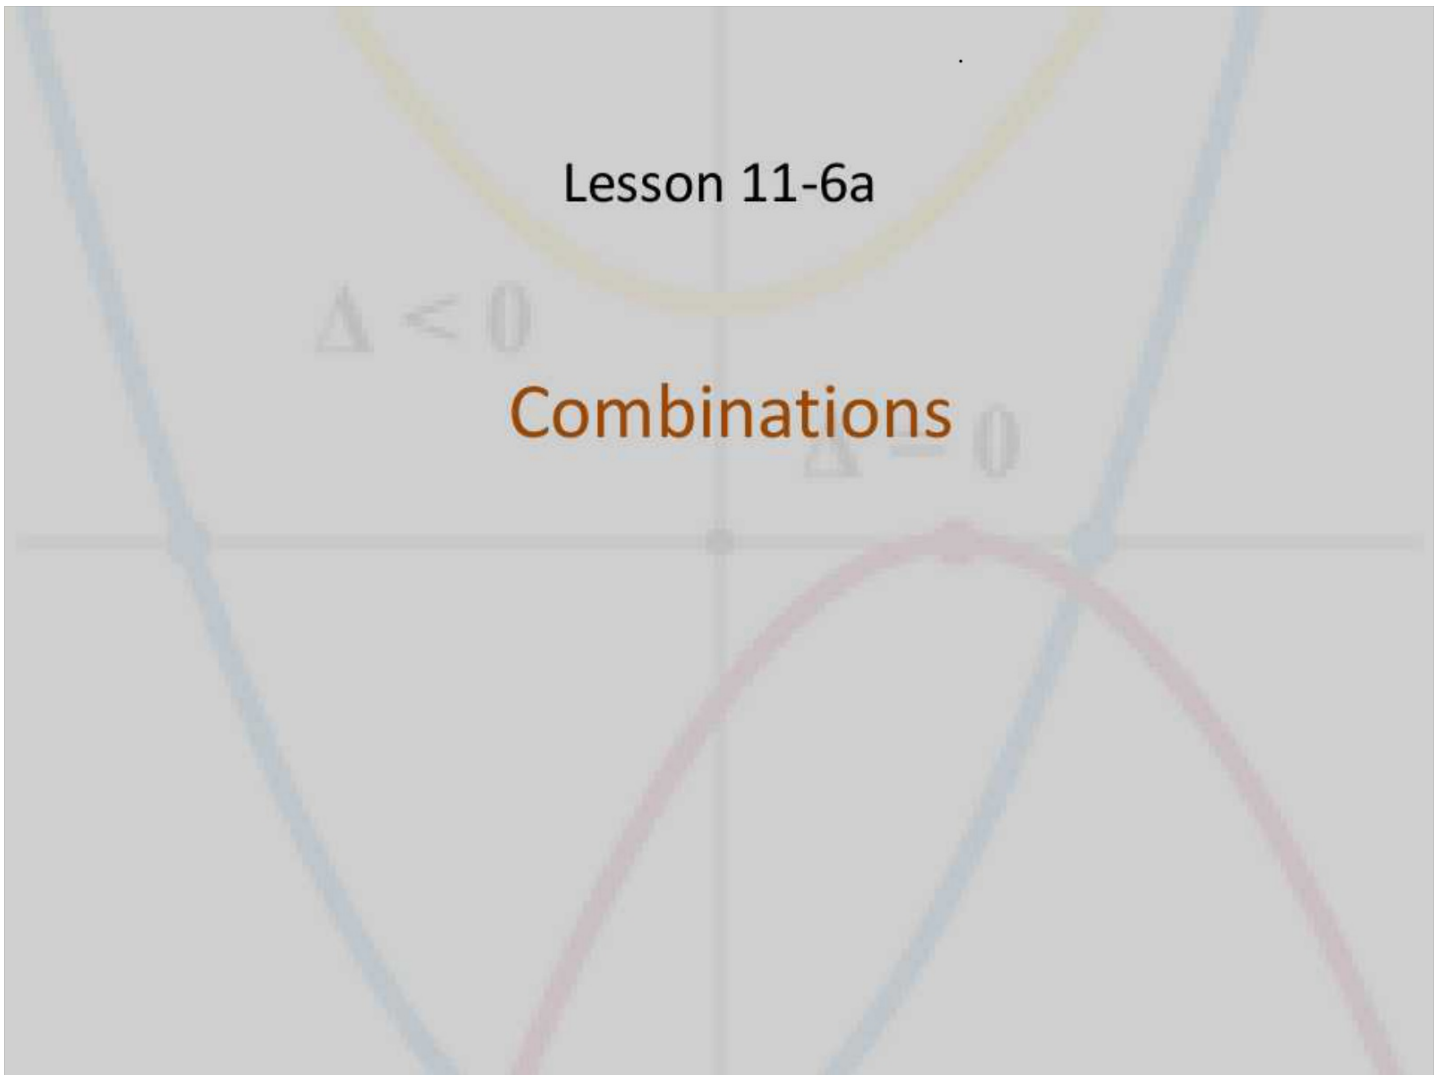 Lesson 11-6a
Δ < 0
Combinations
Δ = 0